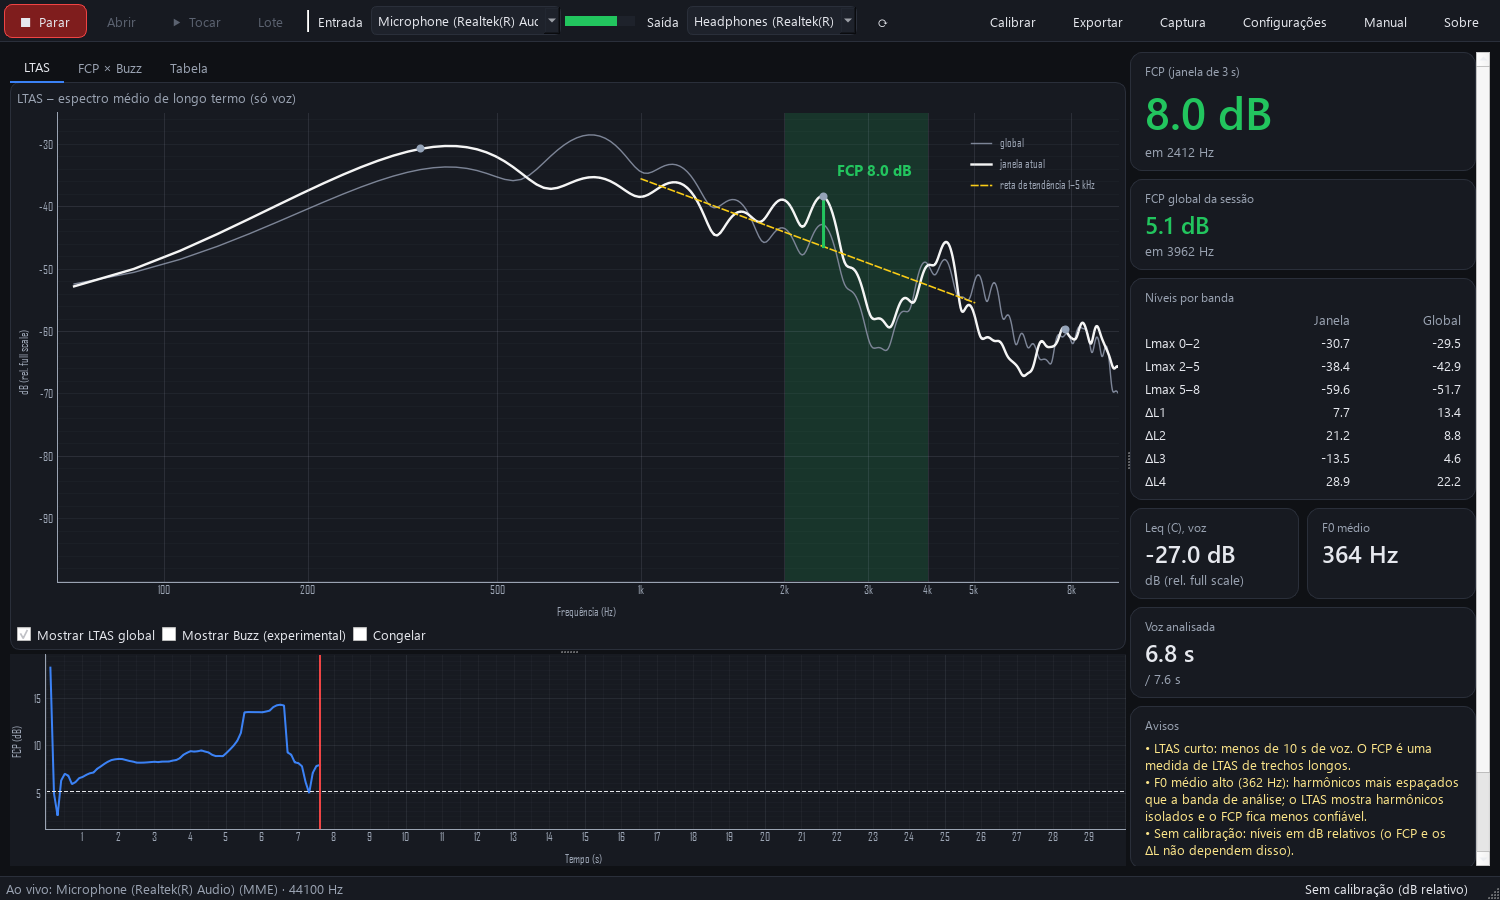 Parar
Abrir
Tocar
Lote
Entrada
Microphone (Realtek(R) Auc
Saída
Headphones (Realtek(R)
Calibrar
Exportar
Captura
Configurações
Manual
Sobre
LTAS
FCP × Buzz
Tabela
LTAS – espectro médio de longo termo (só voz)
-30
-40
-50
-60
-70
-80
-90
dB (rel. full scale)
FCP 8.0 dB
global
janela atual
reta de tendência 1–5 kHz
100
200
500
1k
2k
3k
4k
5k
8k
Frequência (Hz)
Mostrar LTAS global
Mostrar Buzz (experimental)
Congelar
15
10
5
FCP (dB)
1 2 3 4 5 6 7 8 9 10 11 12 13 14 15 16 17 18 19 20 21 22 23 24 25 26 27 28 29
Tempo (s)
FCP (janela de 3 s)
8.0 dB
em 2412 Hz
FCP global da sessão
5.1 dB
em 3962 Hz
Níveis por banda
Janela Global
Lmax 0–2 -30.7 -29.5
Lmax 2–5 -38.4 -42.9
Lmax 5–8 -59.6 -51.7
ΔL1 7.7 13.4
ΔL2 21.2 8.8
ΔL3 -13.5 4.6
ΔL4 28.9 22.2
Leq (C), voz
-27.0 dB
dB (rel. full scale)
F0 médio
364 Hz
Voz analisada
6.8 s
/ 7.6 s
Avisos
• LTAS curto: menos de 10 s de voz. O FCP é uma
medida de LTAS de trechos longos.
• F0 médio alto (362 Hz): harmônicos mais espaçados
que a banda de análise; o LTAS mostra harmônicos
isolados e o FCP fica menos confiável.
• Sem calibração: níveis em dB relativos (o FCP e os
ΔL não dependem disso).
Ao vivo: Microphone (Realtek(R) Audio) (MME) · 44100 Hz
Sem calibração (dB relativo)